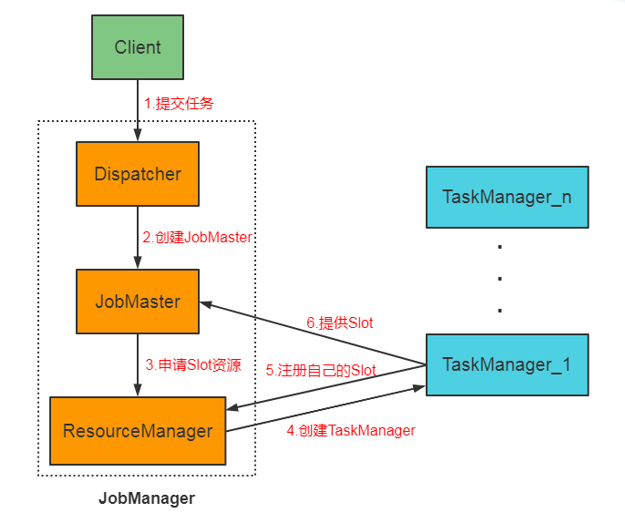 Client
1.提交任务
Dispatcher
2.创建JobMaster
JobMaster
3.申请Slot资源
ResourceManager
JobManager
TaskManager_n
6.提供Slot
TaskManager_1
5.注册自己的Slot
4.创建TaskManager